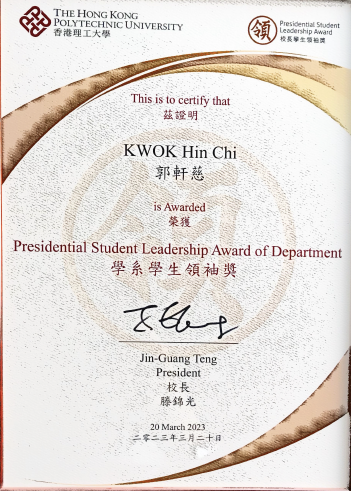 THE HONG KONG
POLYTECHNIC UNIVERSITY
香港理工大學
領
Presidential Student
Leadership Award
校長學生領袖獎
This is to certify that
茲證明
KWOK Hin Chi
郭軒慈
is Awarded
榮獲
Presidential Student Leadership Award of Department
學系學生領袖獎
Jin-Guang Teng
President
校長
滕錦光
20 March 2023
二零二三年三月二十日